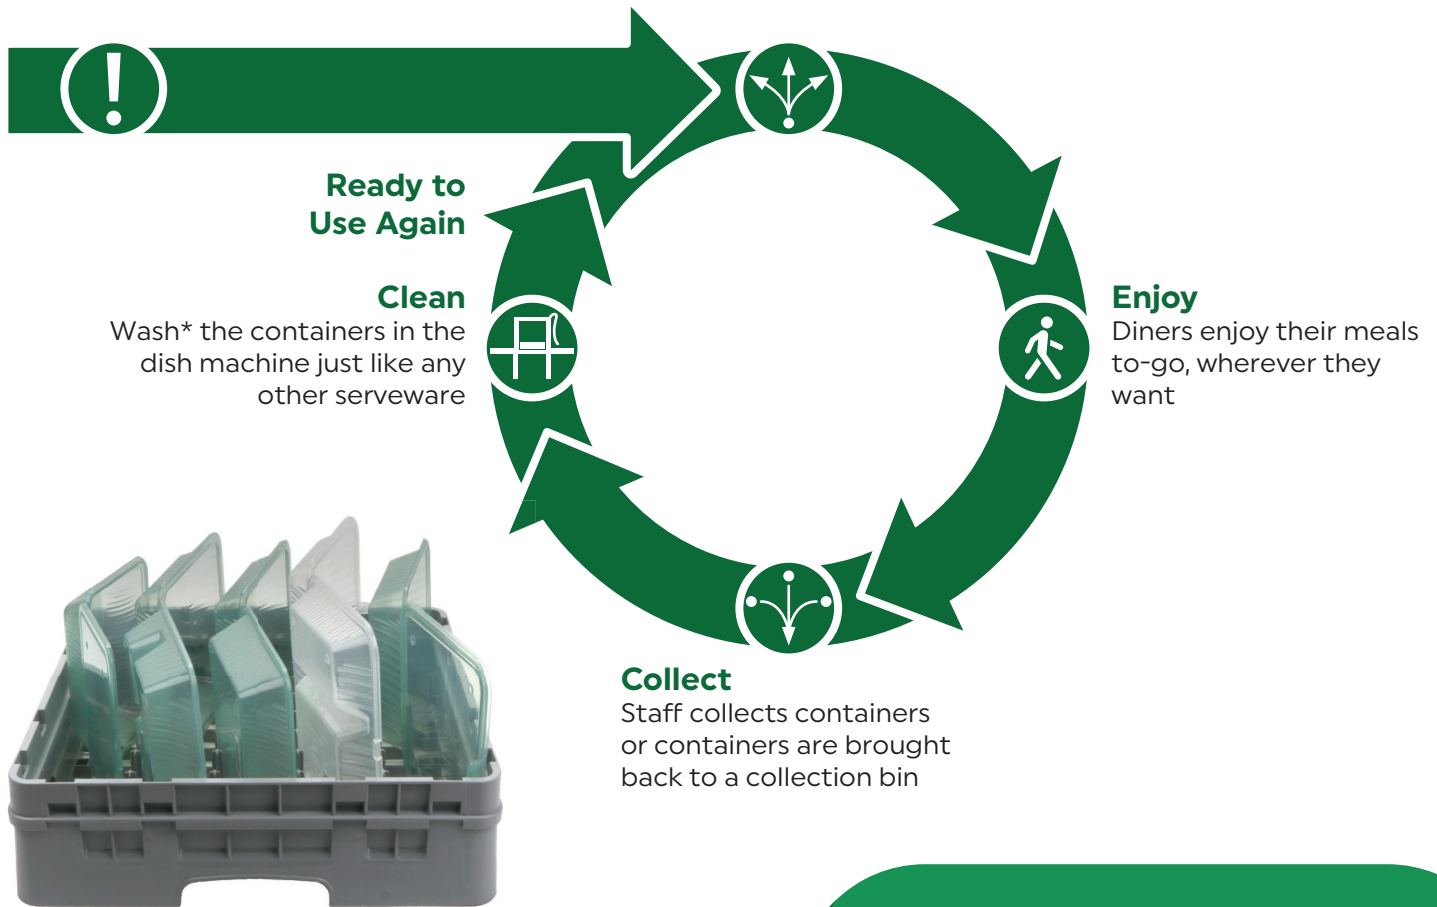 Ready to
Use Again
Clean
Wash* the containers in the
dish machine just like any
other serveware
Enjoy
Diners enjoy their meals
to-go, wherever they
want
Collect
Staff collects containers
or containers are brought
back to a collection bin